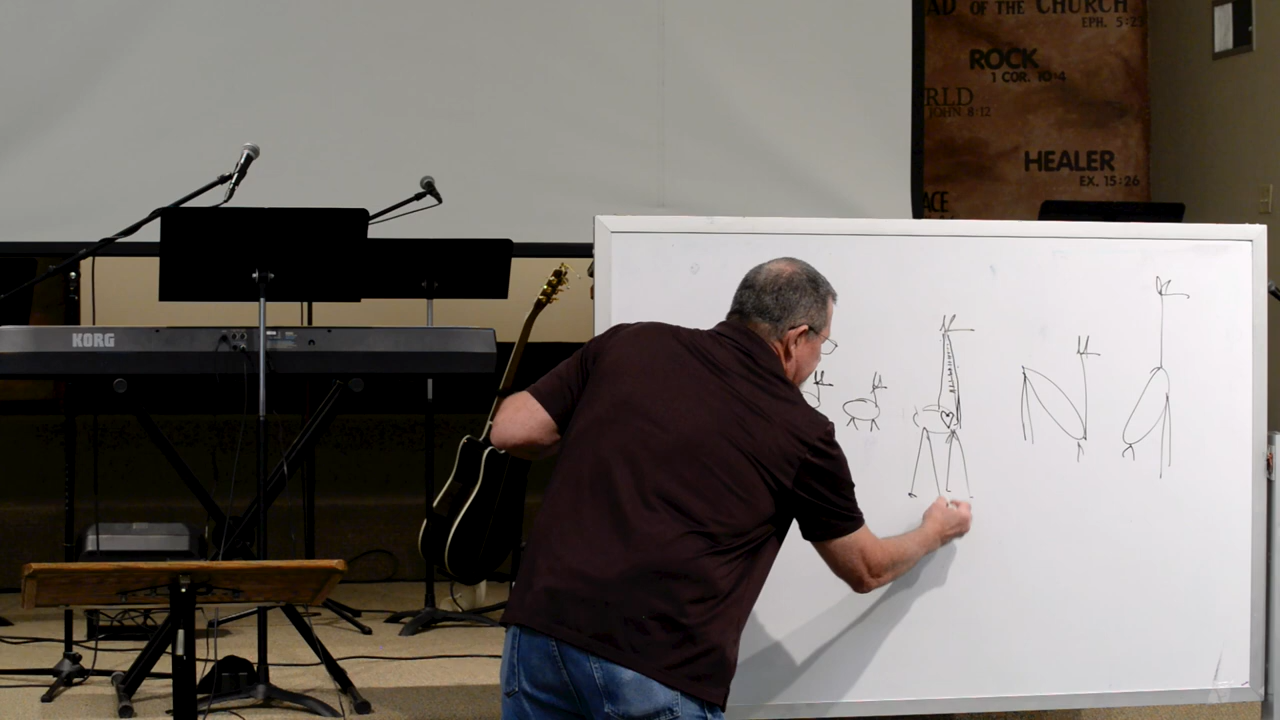 AD OF THE CHURCH
EPH. 5:23
ROCK
1 COR. 10:4
RLD
JOHN 8:12
HEALER
EX. 15:26
ACE
KORG